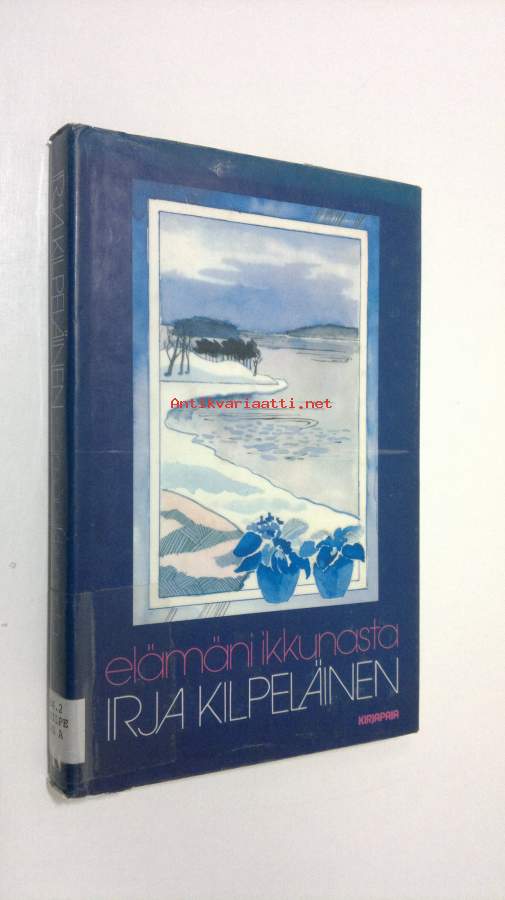 IRJA KILPELÄINEN
Antikvariaatti.net
elämäni ikkunasta
IRJA KILPELÄINEN
KIRJAPAJA